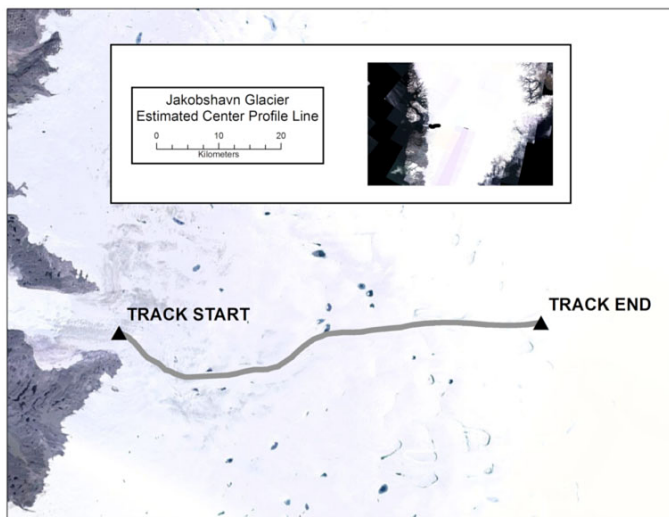 Jakobshavn Glacier
Estimated Center Profile Line
0 10 20
Kilometers
TRACK START
TRACK END